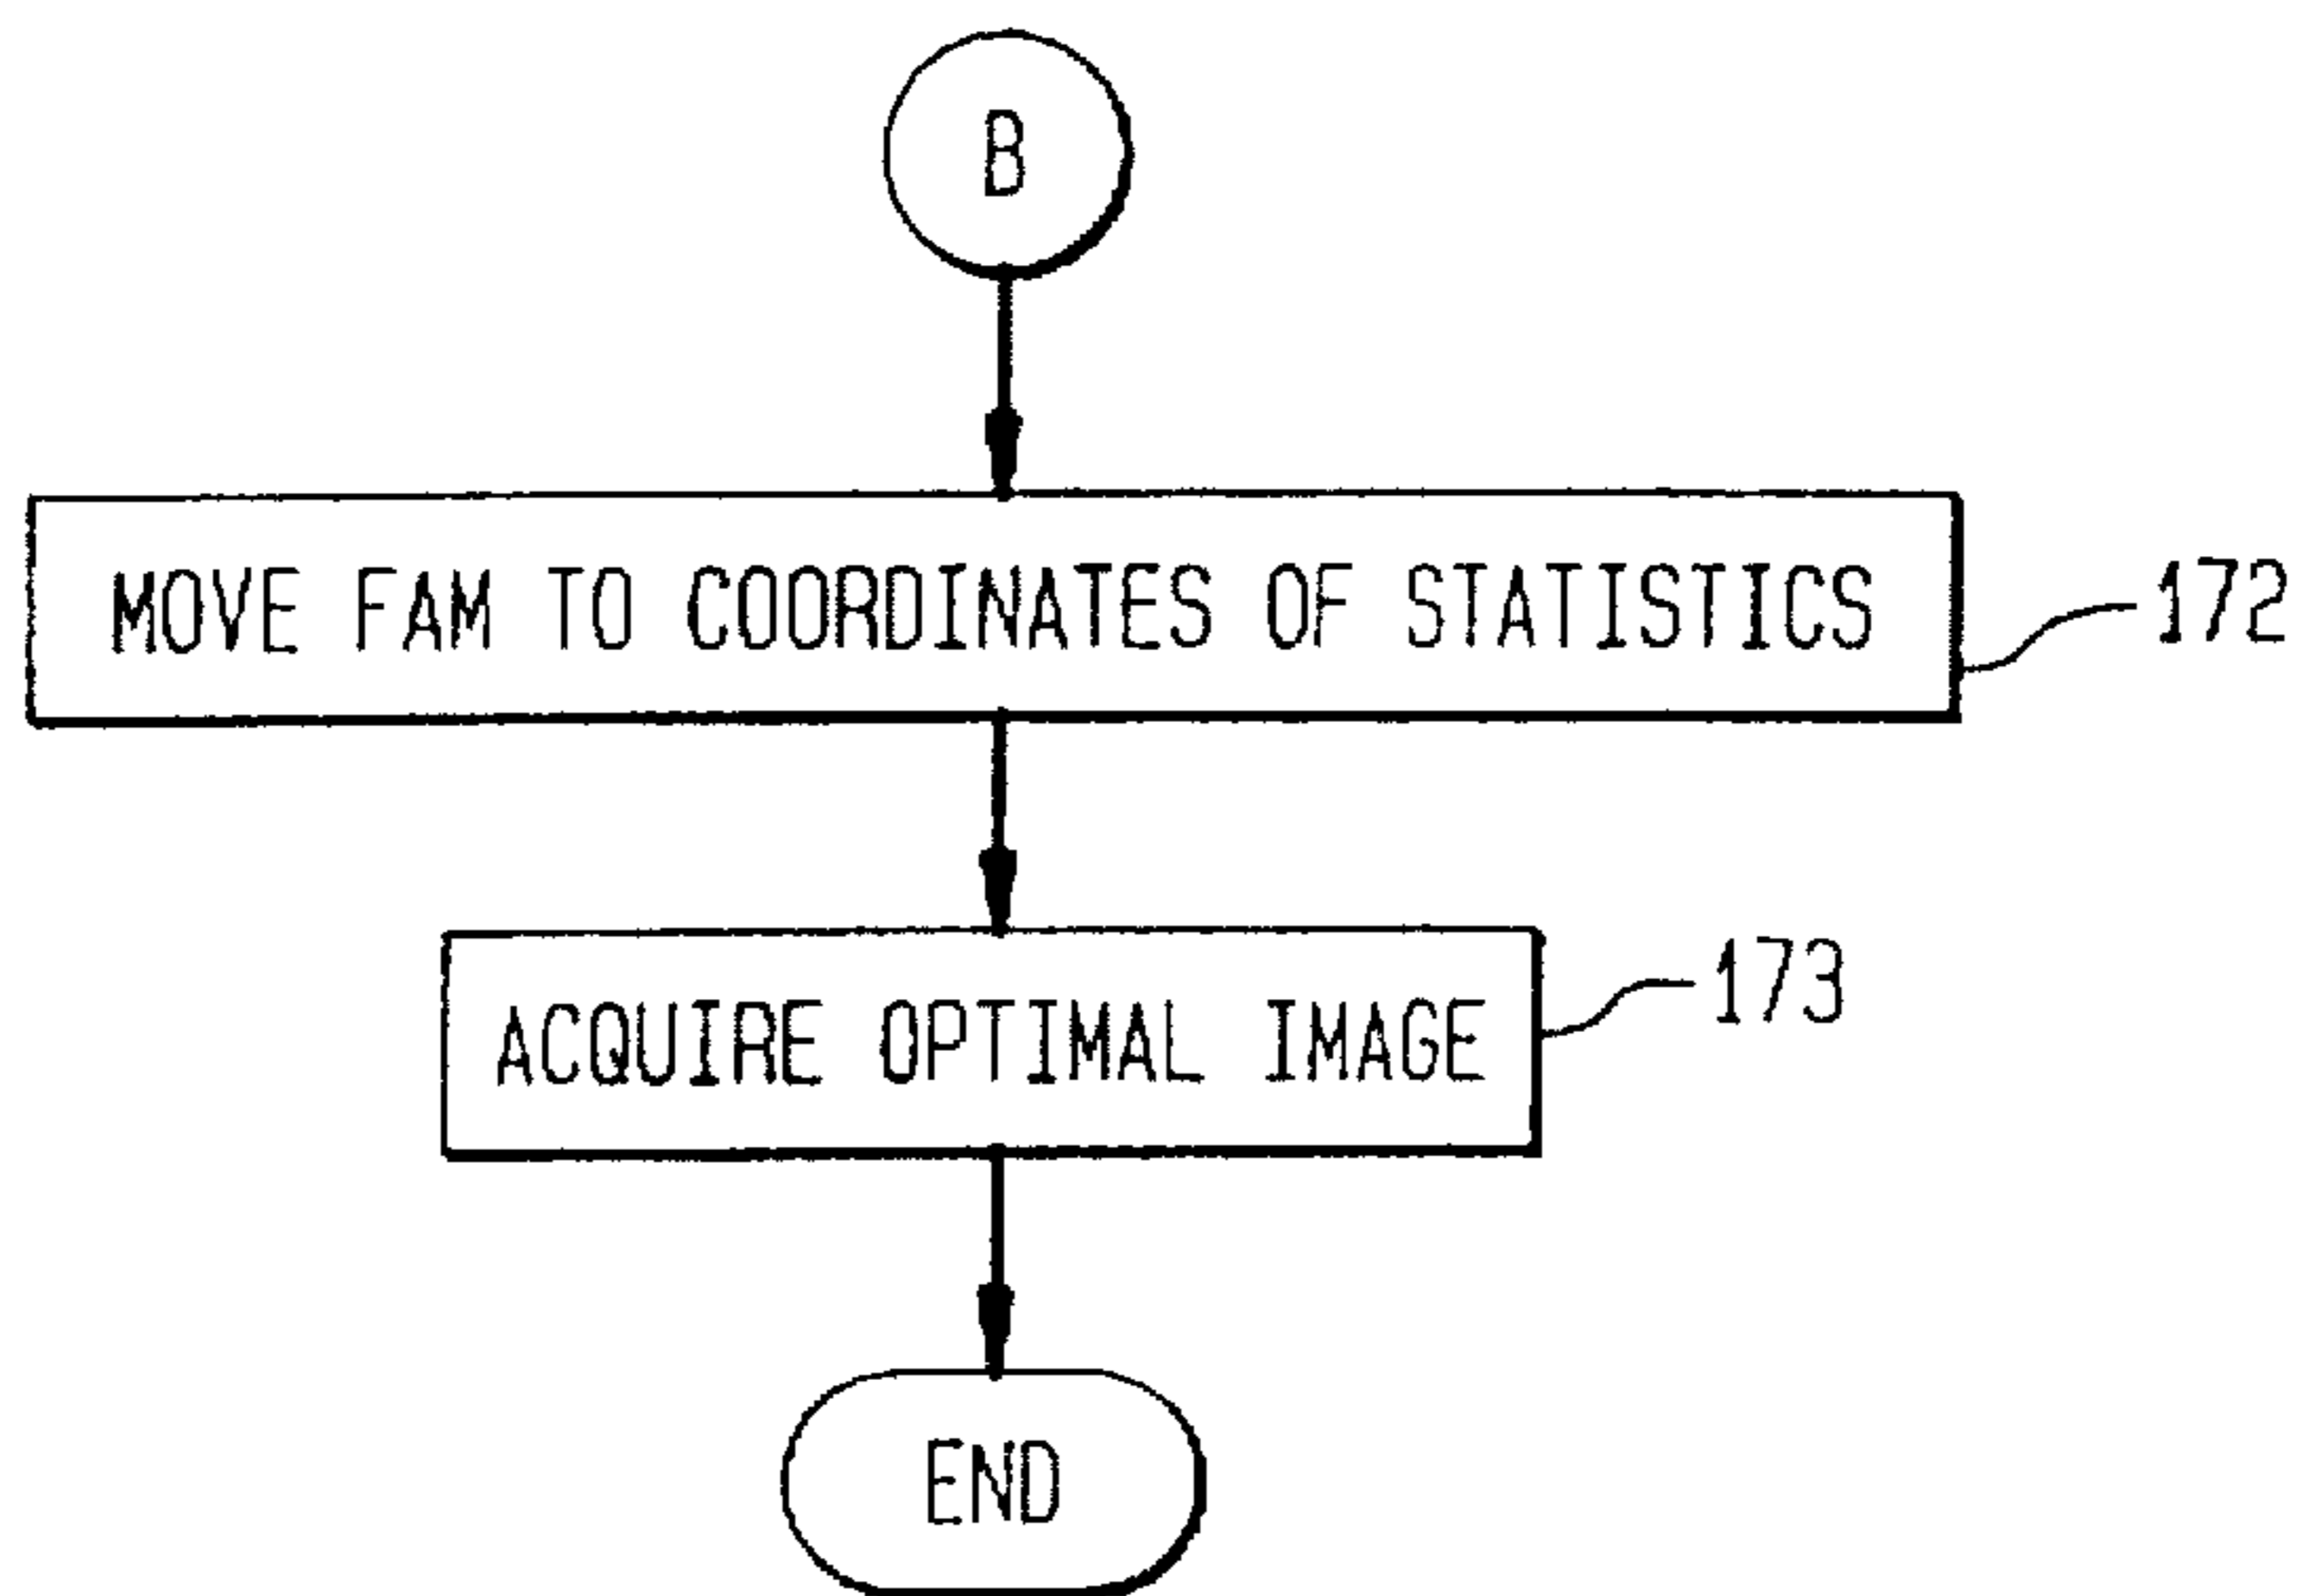 B
MOVE FAM TO COORDINATES OF STATISTICS
172
ACQUIRE OPTIMAL IMAGE
173
END